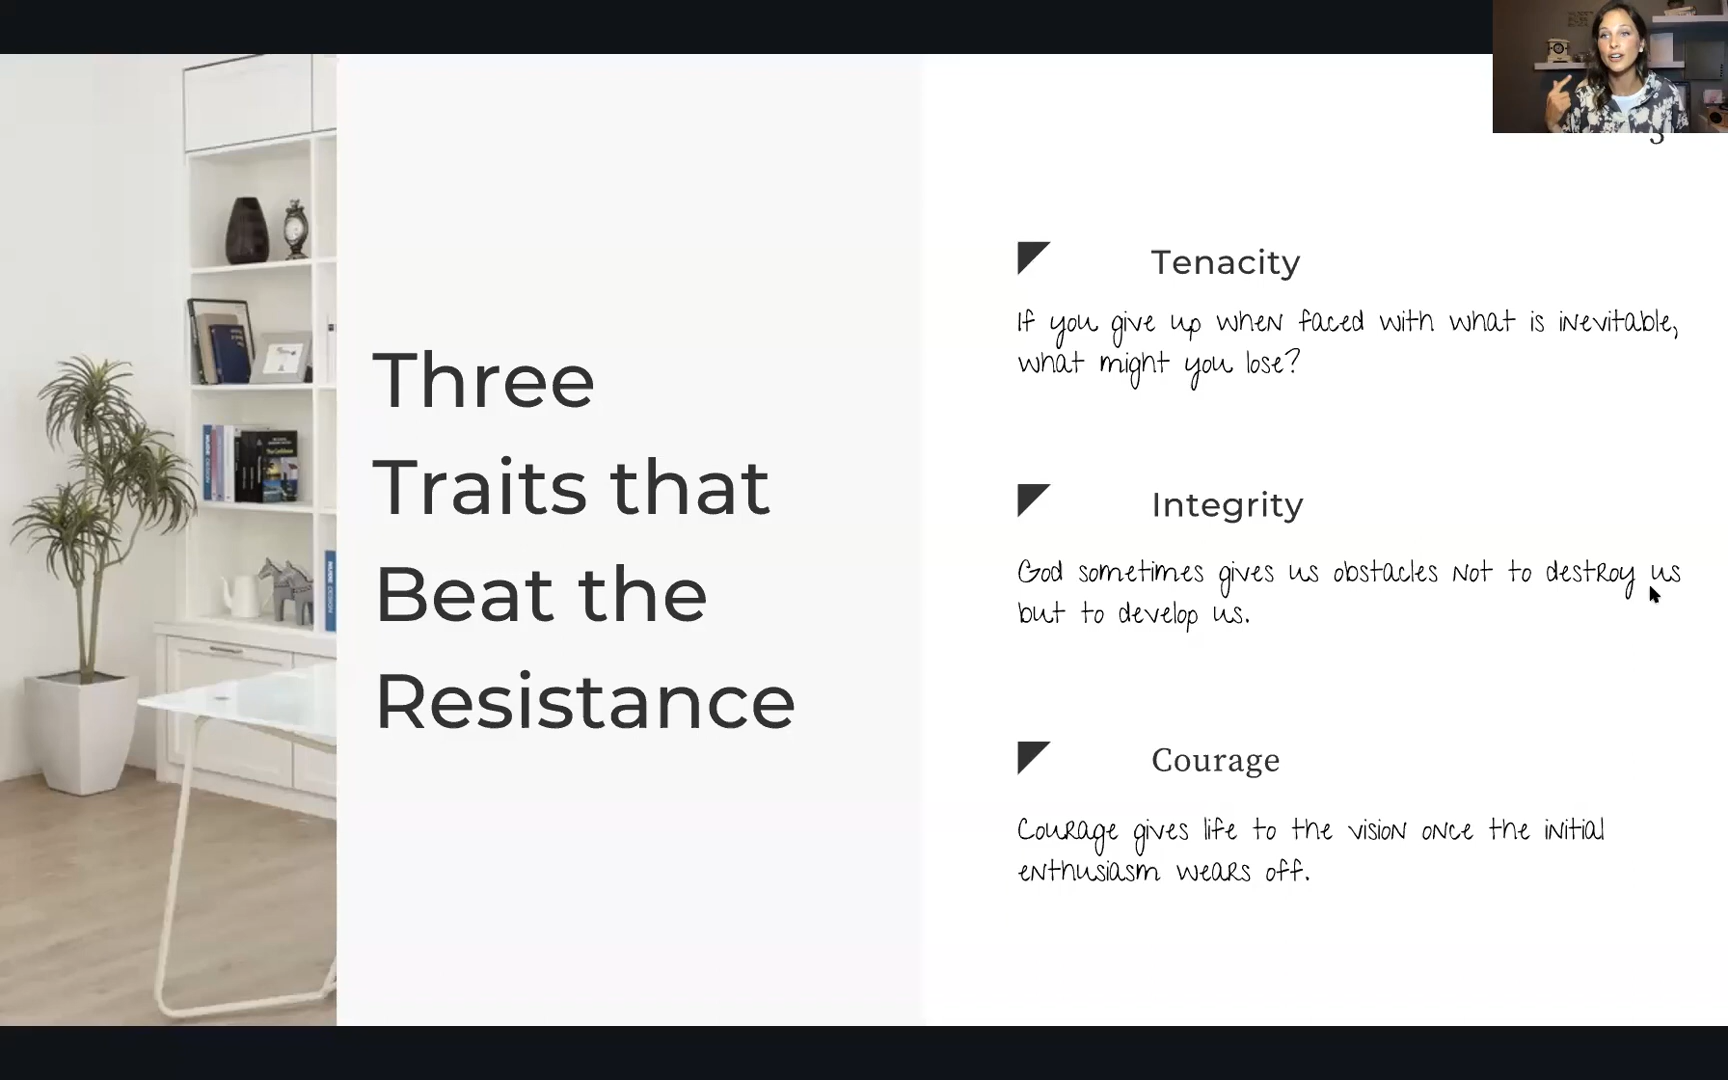 Three
Traits that
Beat the
Resistance
Tenacity
If you give up when faced with what is inevitable,
what might you lose?
Integrity
God sometimes gives us obstacles not to destroy us
but to develop us.
Courage
Courage gives life to the vision once the initial
enthusiasm wears off.